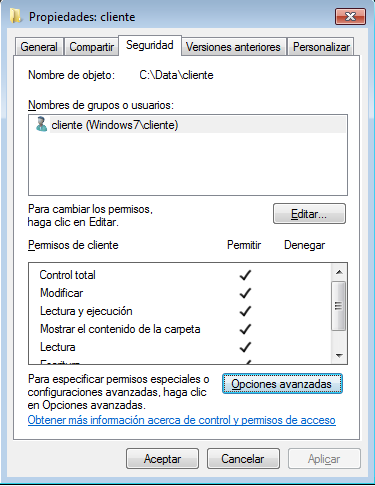 Propiedades: cliente
General Compartir Seguridad Versiones anteriores Personalizar
Nombre de objeto: C:\Data\cliente
Nombres de grupos o usuarios:
cliente (Windows7\cliente)
Para cambiar los permisos,
haga clic en Editar.
Editar...
Permisos de cliente Permitir Denegar
Control total
Modificar
Lectura y ejecución
Mostrar el contenido de la carpeta
Lectura
Escritura
Para especificar permisos especiales o
configuraciones avanzadas, haga clic
en Opciones avanzadas.
Opciones avanzadas
Obtener más información acerca de control y permisos de acceso
Aceptar Cancelar Aplicar